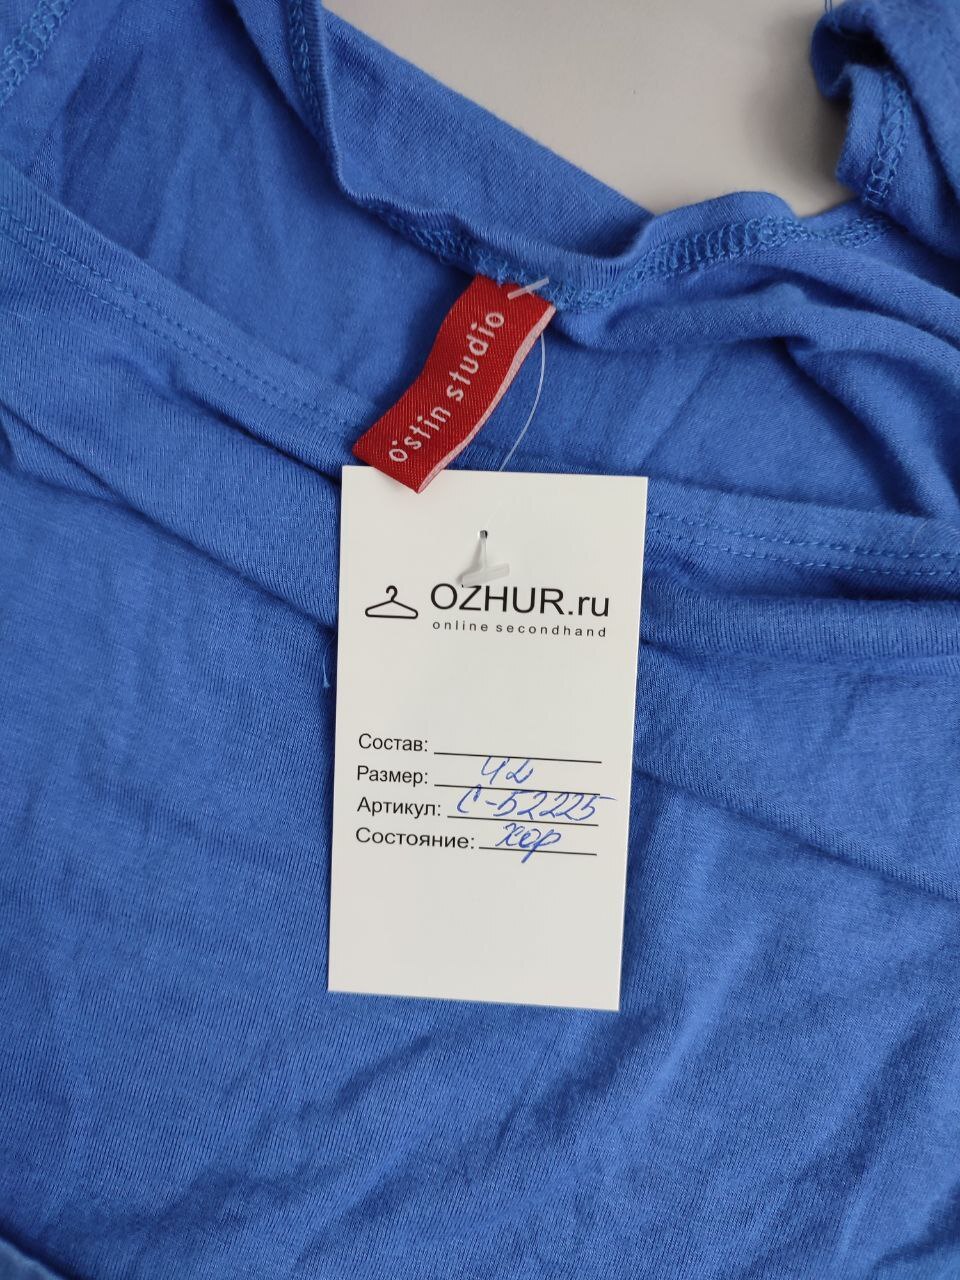 o'stin studio
OZHUR.ru
online secondhand
Состав:
Размер: 42
Артикул: С-52225
Состояние: хор